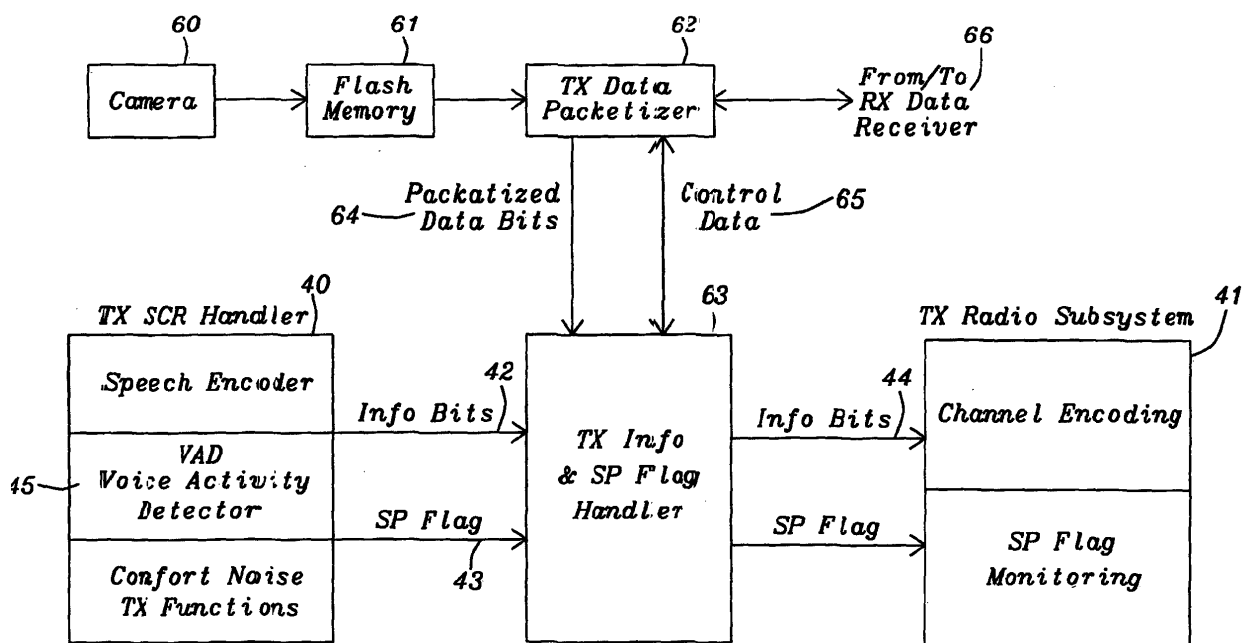 60
61
62
66
Camera
Flash
Memory
TX Data
Packetizer
From/To
RX Data
Receiver
64
Packatized
Data Bits
Control
Data
65
40
TX SCR Handler
63
TX Radio Subsystem
41
Speech Encoder
42
Info Bits
44
Info Bits
Channel Encoding
45
VAD
Voice Activity
Detector
TX Info
& SP Flag
Handler
SP Flag
43
SP Flag
SP Flag
Monitoring
Confort Noise
TX Functions